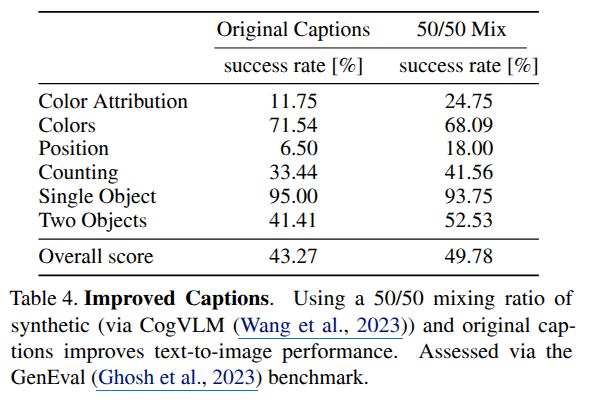 Original Captions 50/50 Mix
success rate [%] success rate [%]
Color Attribution 11.75 24.75
Colors 71.54 68.09
Position 6.50 18.00
Counting 33.44 41.56
Single Object 95.00 93.75
Two Objects 41.41 52.53
Overall score 43.27 49.78
Table 4. Improved Captions. Using a 50/50 mixing ratio of
synthetic (via CogVLM (Wang et al., 2023)) and original cap-
tions improves text-to-image performance. Assessed via the
GenEval (Ghosh et al., 2023) benchmark.